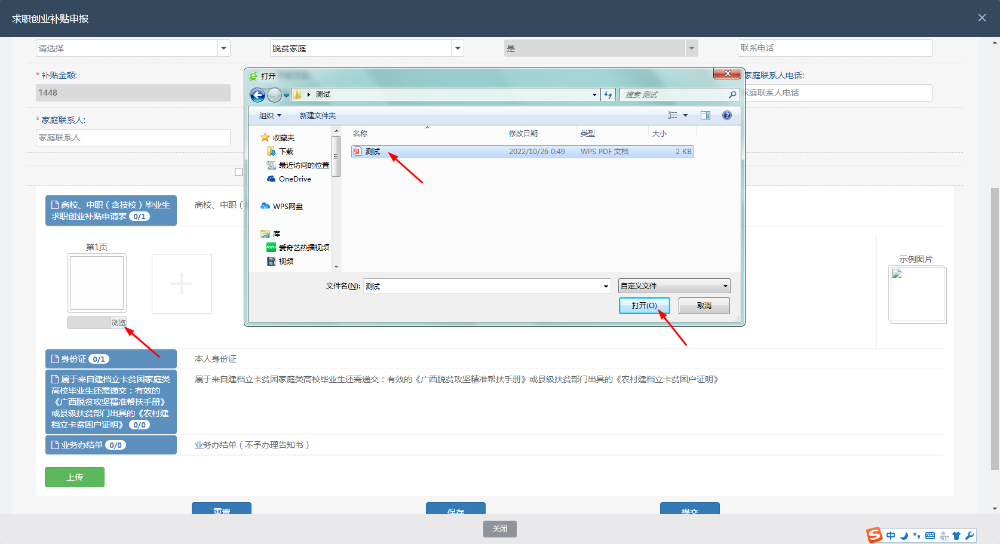 求职创业补贴申报
请选择
脱贫家庭
是
联系电话
* 补贴金额:
家庭联系人电话:
1448
家庭联系人电话
* 家庭联系人:
家庭联系人
打开
测试
搜索 测试
组织
新建文件夹
名称
修改日期
类型
大小
测试
2022/10/26 0:49
WPS PDF 文档
2 KB
收藏夹
下载
最近访问的位置
OneDrive
WPS网盘
库
爱奇艺热播视频
视频
文件名(N):
测试
自定义文件
打开(O)
取消
高校、中职（含技校）毕业生
求职创业补贴申请表 0/1
高校、中职（
第1页
浏览
示例图片
身份证 0/1
本人身份证
属于来自建档立卡贫困家庭类
高校毕业生还需递交：有效的
《广西脱贫攻坚精准帮扶手册》
或县级扶贫部门出具的《农村建
档立卡贫困户证明》 0/0
属于来自建档立卡贫困家庭类高校毕业生还需递交：有效的《广西脱贫攻坚精准帮扶手册》或县级扶贫部门出具的《农村建档立卡贫困户证明》
业务办结单 0/0
业务办结单（不予办理告知书）
上传
重置
保存
提交
关闭
中